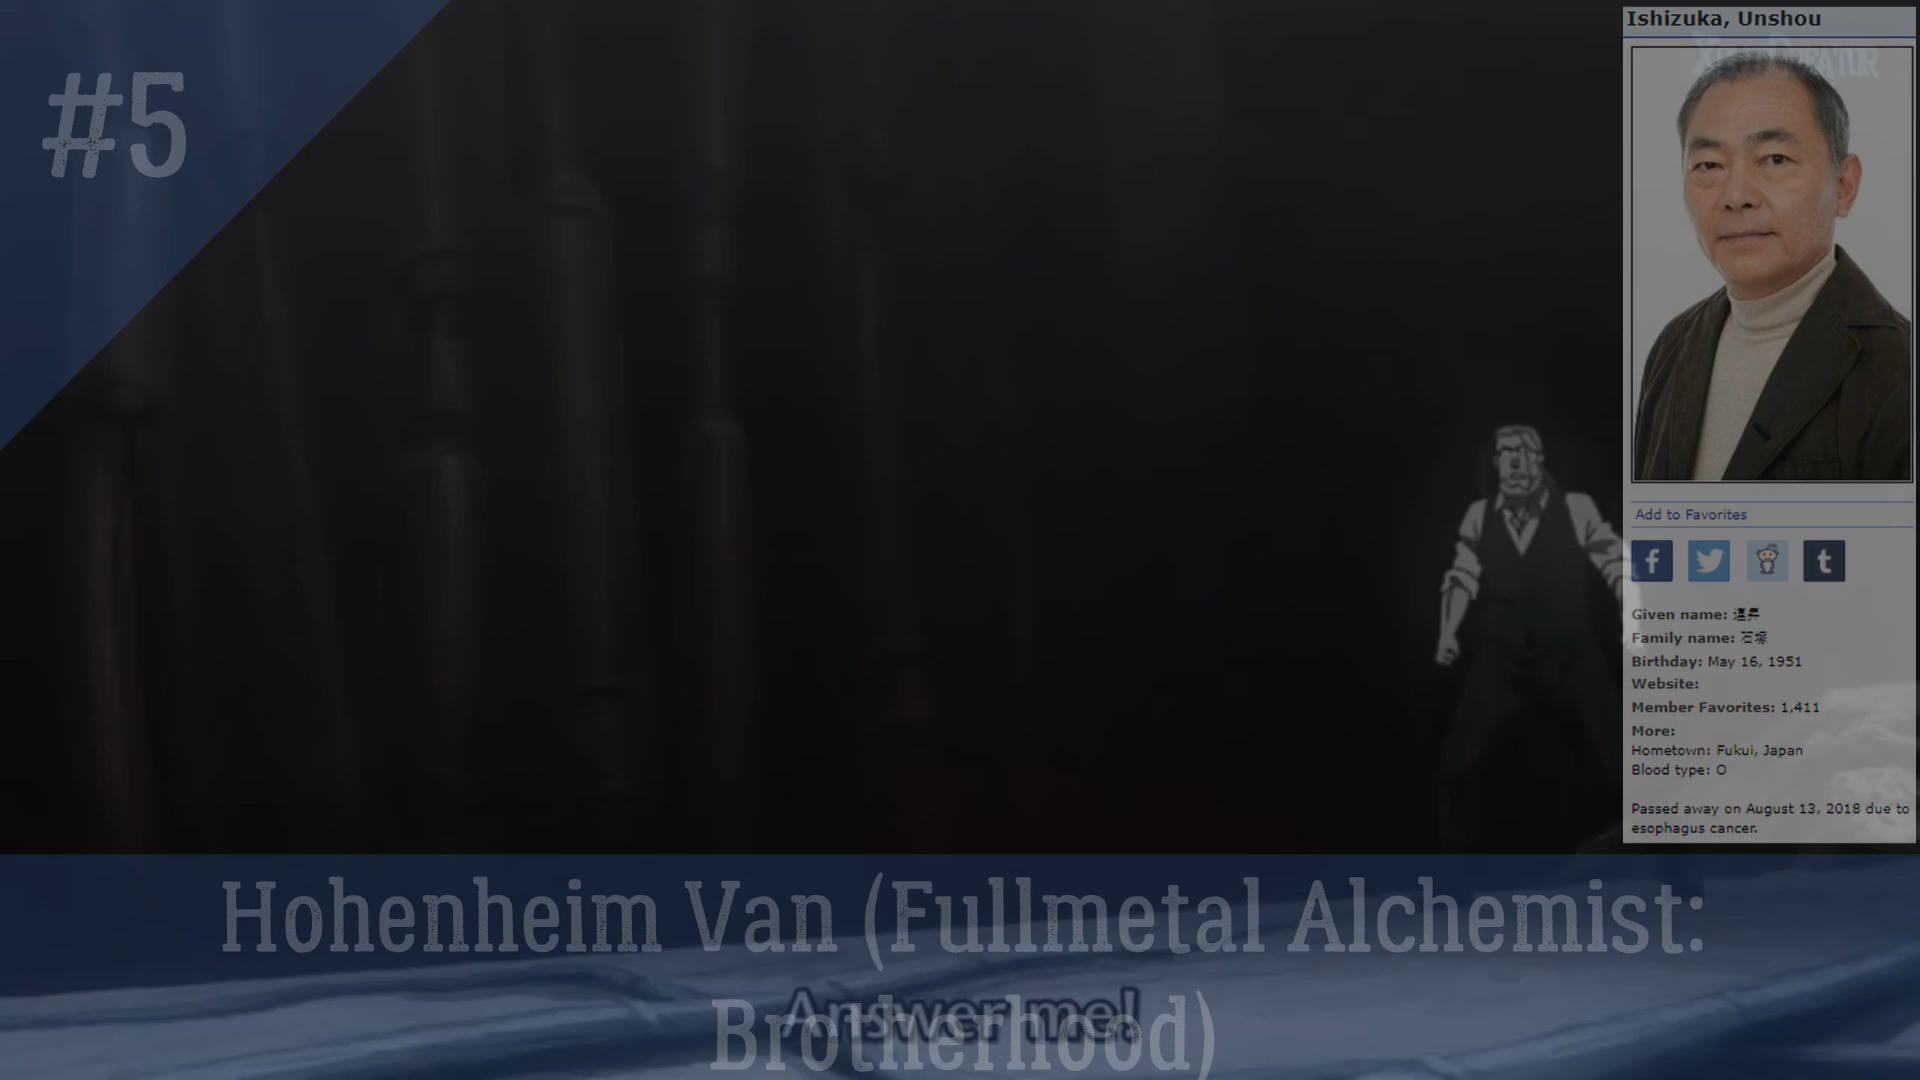 #5
Ishizuka, Unshou
Add to Favorites
Given name: 運昇
Family name: 石塚
Birthday: May 16, 1951
Website:
Member Favorites: 1,411
More:
Hometown: Fukui, Japan
Blood type: O
Passed away on August 13, 2018 due to
esophagus cancer.
Hohenheim Van (Fullmetal Alchemist:
Brotherhood)
Answer me!